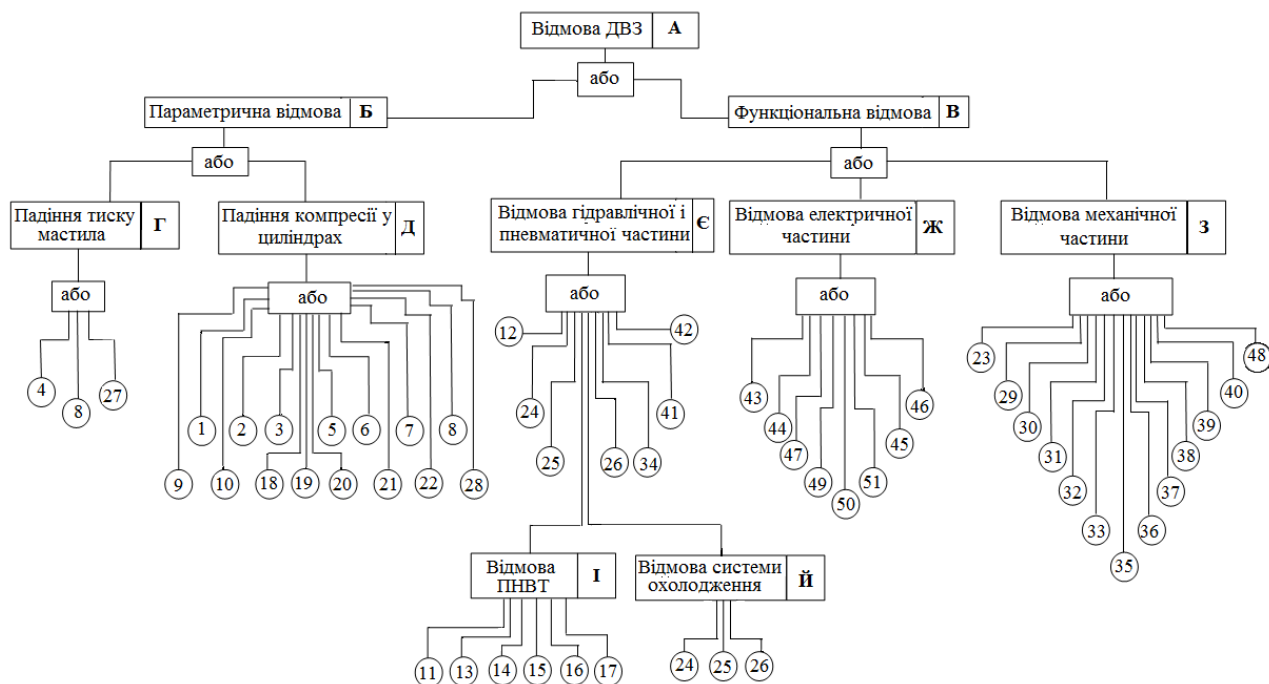 Відмова ДВЗ А
або
Параметрична відмова Б
Функціональна відмова В
або
або
Падіння тиску
мастила
Г
Падіння компресії у
циліндрах
Д
Відмова гідравлічної і
пневматичної частини
Є
Відмова електричної
частини
Ж
Відмова механічної
частини
З
або
або
або
або
або
4
8
27
9
1
10
2
18
3
19
5
20
6
21
7
22
8
28
12
24
25
26
34
41
42
43
44
47
49
50
51
45
46
23
29
30
31
32
33
35
36
37
38
39
40
48
Відмова
ПНВТ
І
Відмова системи
охолодження
Й
11
13
14
15
16
17
24
25
26